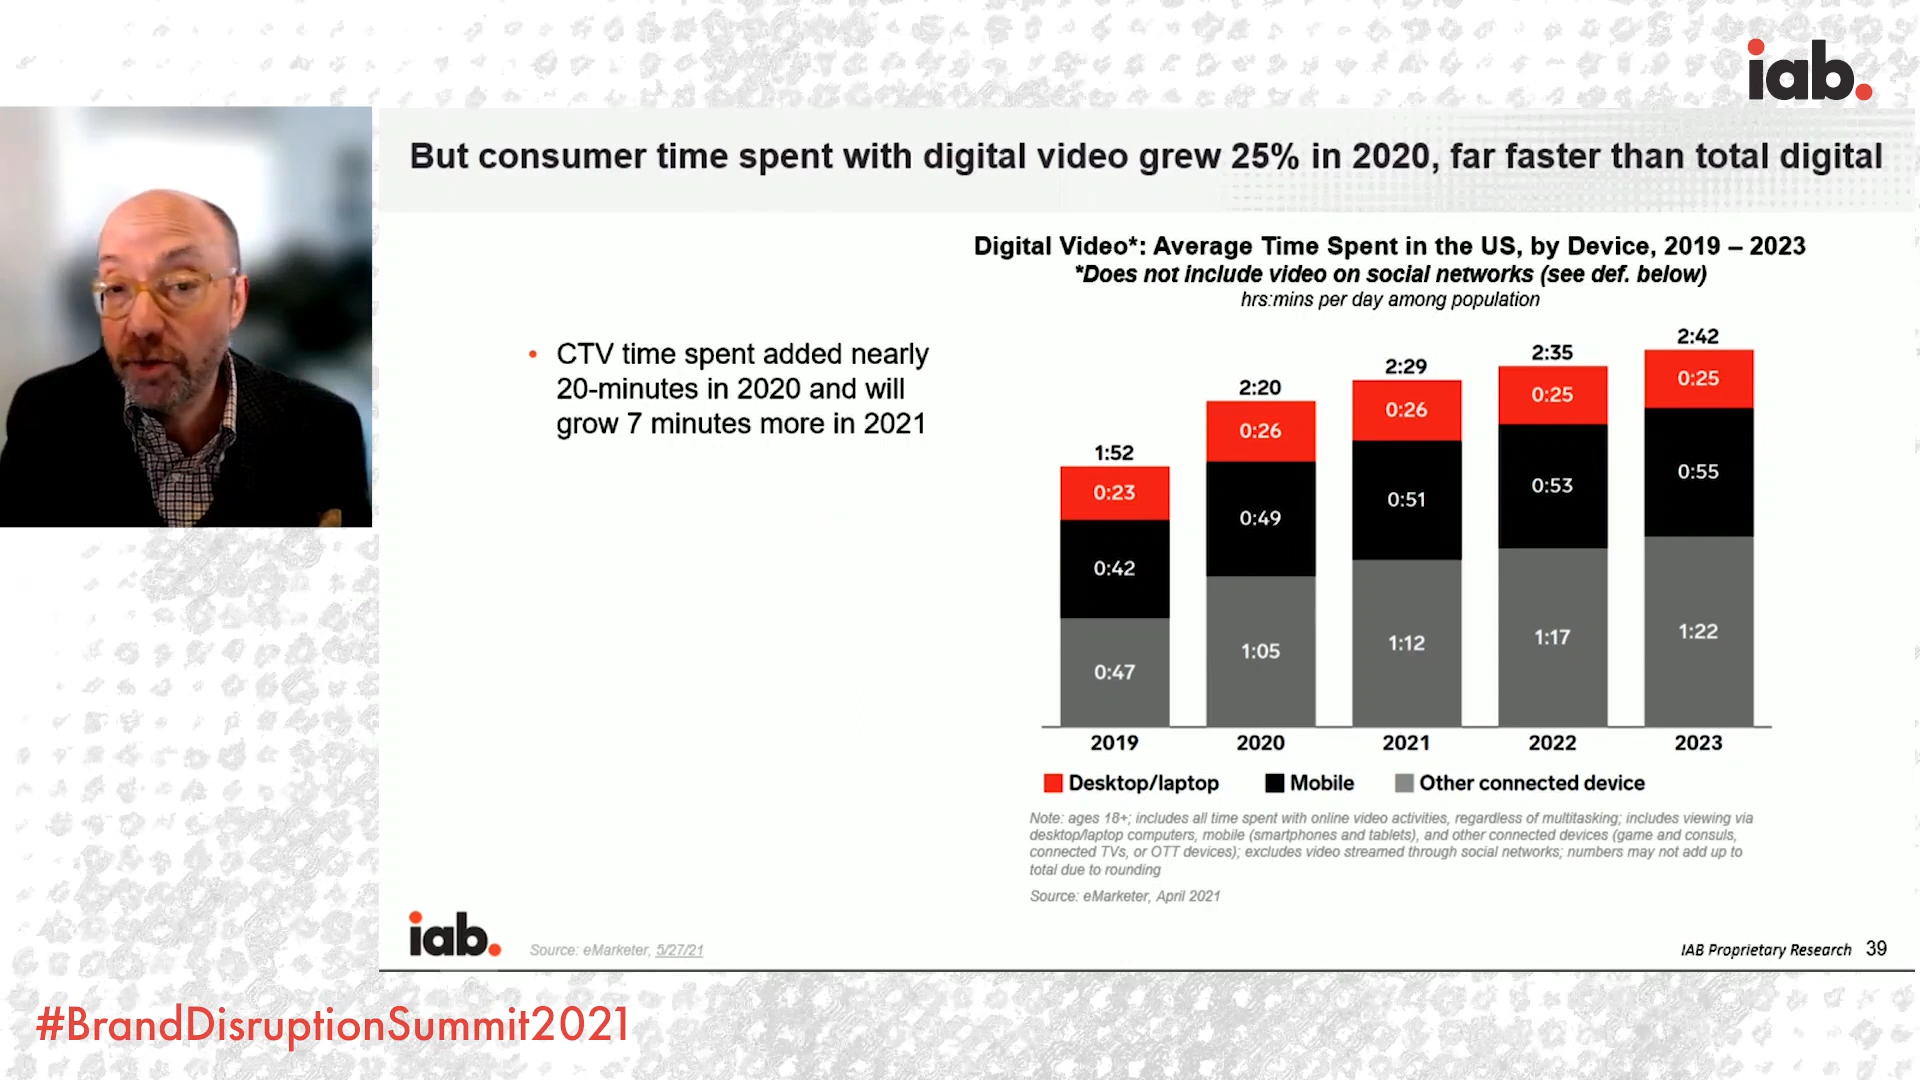 iab.
But consumer time spent with digital video grew 25% in 2020, far faster than total digital
Digital Video*: Average Time Spent in the US, by Device, 2019 – 2023
*Does not include video on social networks (see def. below)
hrs:mins per day among population
• CTV time spent added nearly
20-minutes in 2020 and will
grow 7 minutes more in 2021
1:52
0:23
0:42
0:47
2:20
0:26
0:49
1:05
2:29
0:26
0:51
1:12
2:35
0:25
0:53
1:17
2:42
0:25
0:55
1:22
2019 2020 2021 2022 2023
Desktop/laptop Mobile Other connected device
Note: ages 18+; includes all time spent with online video activities, regardless of multitasking; includes viewing via
desktop/laptop computers, mobile (smartphones and tablets), and other connected devices (game and consuls,
connected TVs, or OTT devices); excludes video streamed through social networks; numbers may not add up to
total due to rounding
Source: eMarketer, April 2021
iab.
Source: eMarketer, 5/27/21
IAB Proprietary Research 39
#BrandDisruptionSummit2021